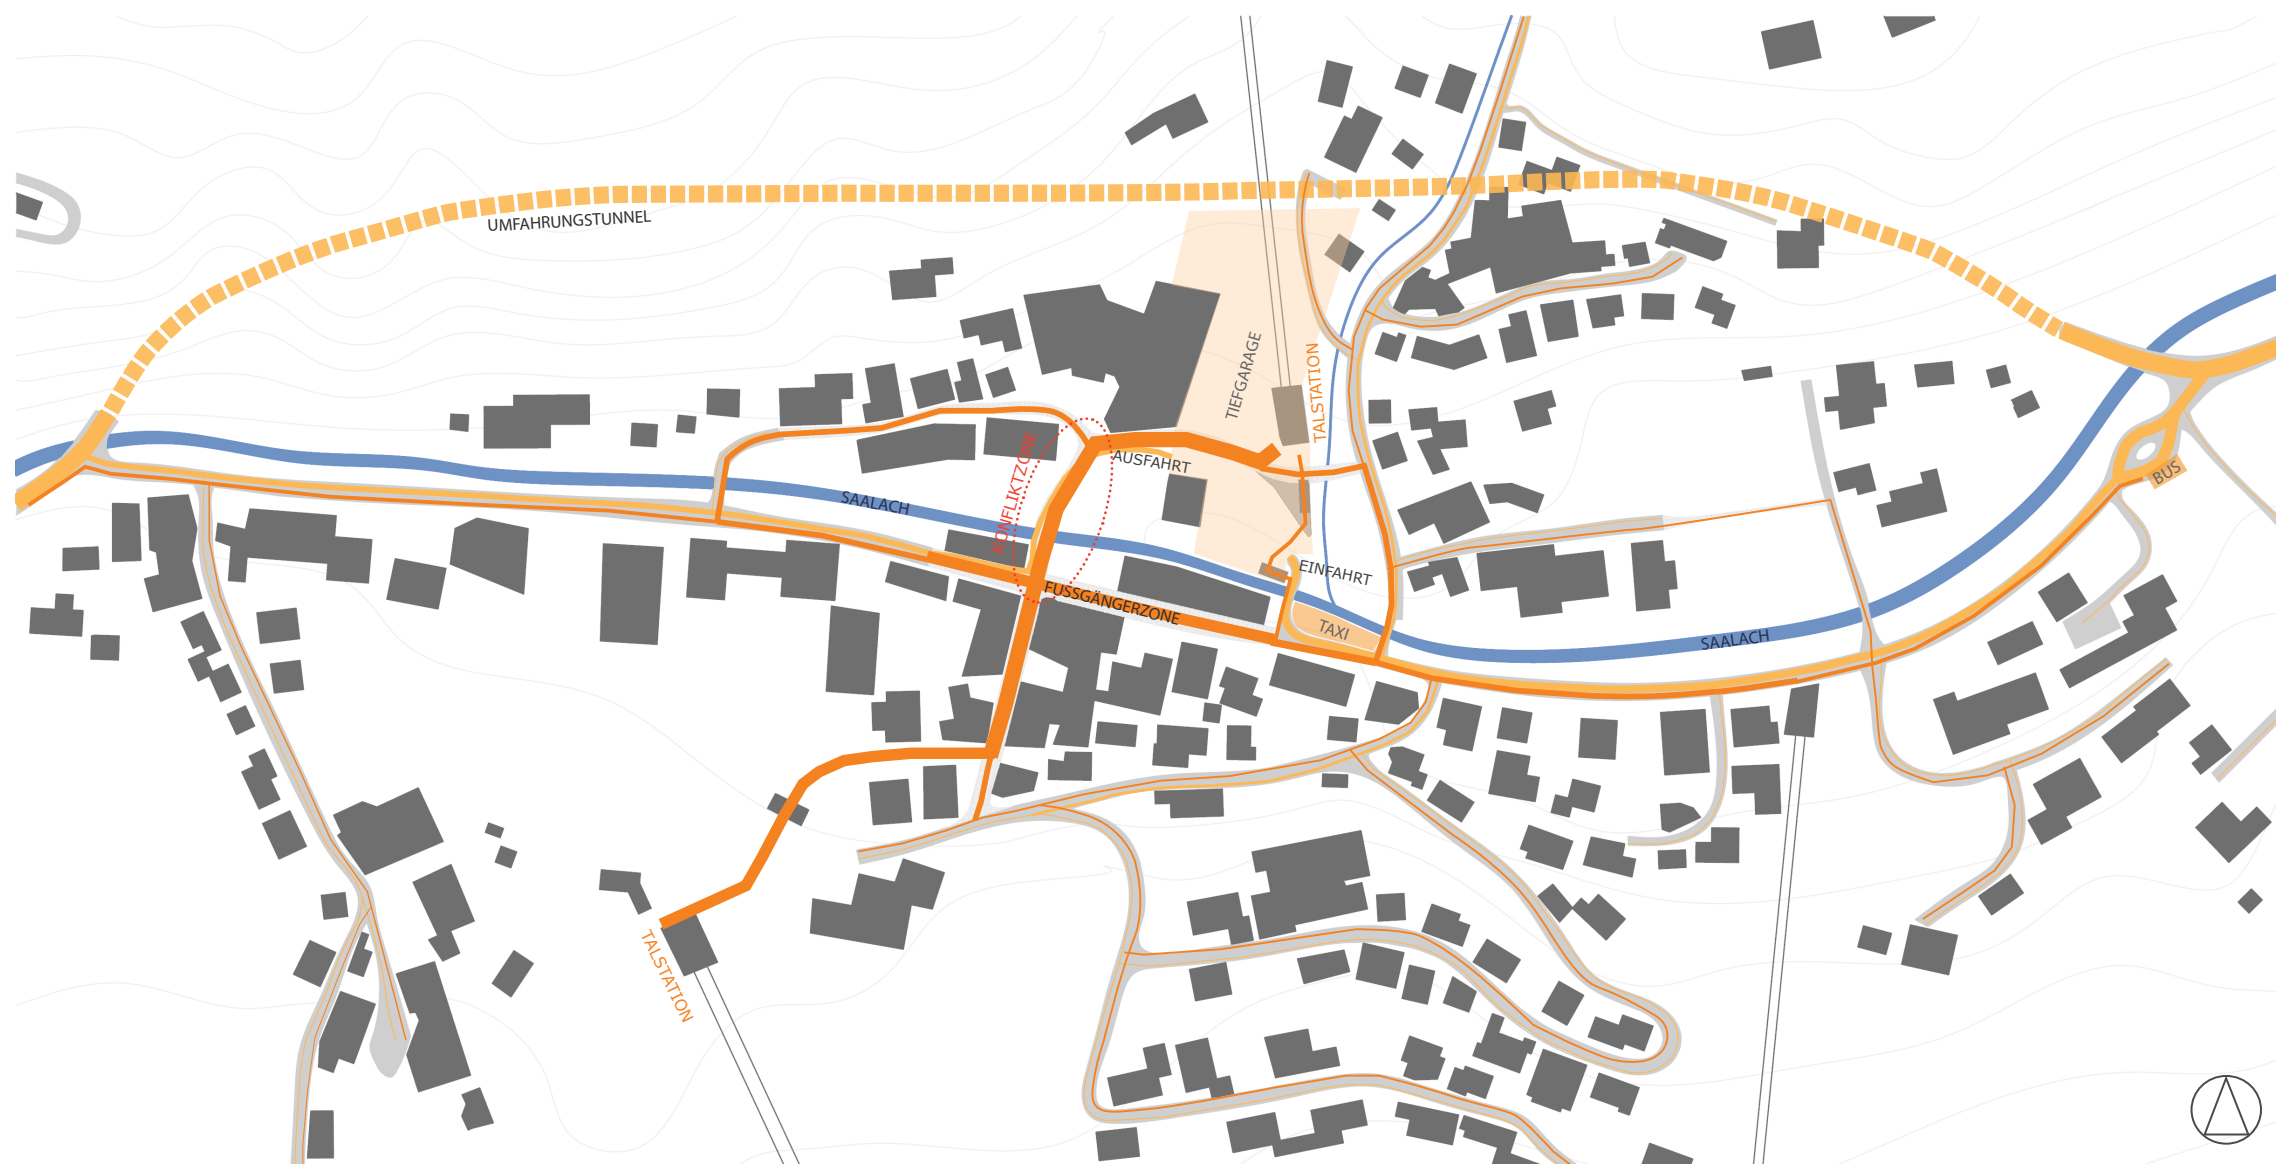 UMFAHRUNGSTUNNEL
TIEFGARAGE
TALSTATION
KONFLIKTZONE
AUSFAHRT
BUS
SAALACH
EINFAHRT
FUSSGÄNGERZONE
TAXI
SAALACH
TALSTATION